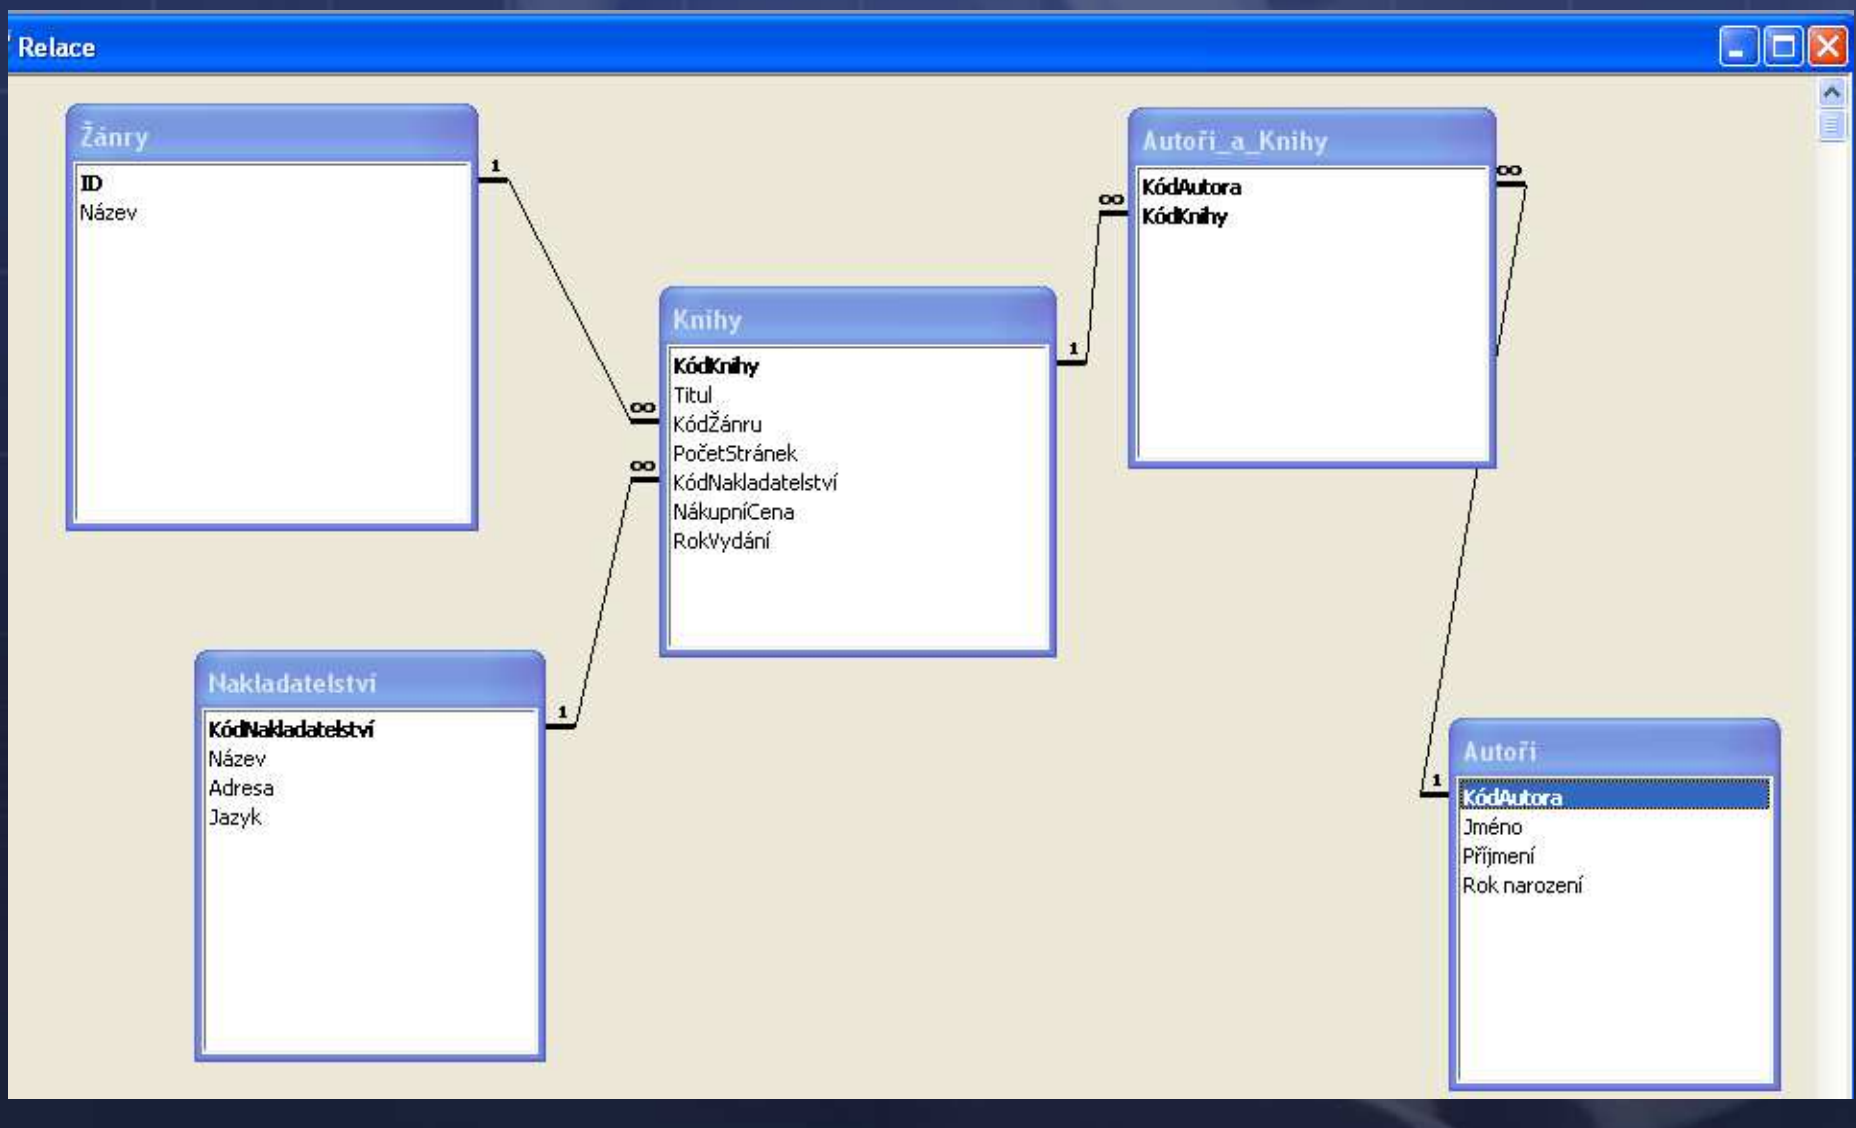 Relace
Žánry
ID
Název
1
∞
Knihy
KódKnihy
Titul
KódŽánru
PočetStránek
KódNakladatelství
NákupníCena
RokVydání
∞
1
Nakladatelství
KódNakladatelství
Název
Adresa
Jazyk
1
∞
Autoři_a_Knihy
KódAutora
KódKnihy
∞
1
Autoři
KódAutora
Jméno
Příjmení
Rok narození